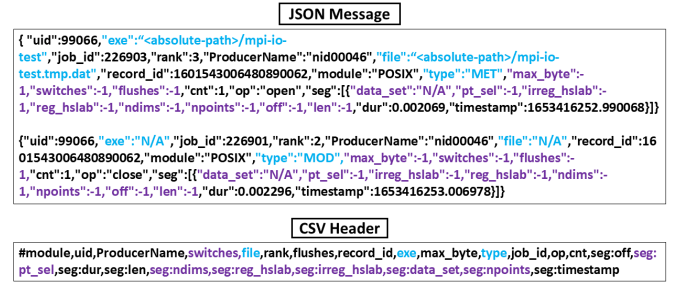 JSON Message
{ "uid":99066,"exe":“<absolute-path>/mpi-io-
test","job_id":226903,"rank":3,"ProducerName":"nid00046","file":“<absolute-path>/mpi-io-
test.tmp.dat","record_id":1601543006480890062,"module":"POSIX","type":"MET","max_byte":-
1,"switches":-1,"flushes":-1,"cnt":1,"op":"open","seg":[{"data_set":"N/A","pt_sel":-1,"irreg_hslab":-
1,"reg_hslab":-1,"ndims":-1,"npoints":-1,"off":-1,"len":-1,"dur":0.002069,"timestamp":1653416252.990068}]}
{"uid":99066,"exe":"N/A","job_id":226901,"rank":2,"ProducerName":"nid00046","file":"N/A","record_id":16
01543006480890062,"module":"POSIX","type":"MOD","max_byte":-1,"switches":-1,"flushes":-
1,"cnt":1,"op":"close","seg":[{"data_set":"N/A","pt_sel":-1,"irreg_hslab":-1,"reg_hslab":-1,"ndims":-
1,"npoints":-1,"off":-1,"len":-1,"dur":0.002296,"timestamp":1653416253.006978}]}
CSV Header
#module,uid,ProducerName,switches,file,rank,flushes,record_id,exe,max_byte,type,job_id,op,cnt,seg:off,seg:
pt_sel,seg:dur,seg:len,seg:ndims,seg:reg_hslab,seg:irreg_hslab,seg:data_set,seg:npoints,seg:timestamp